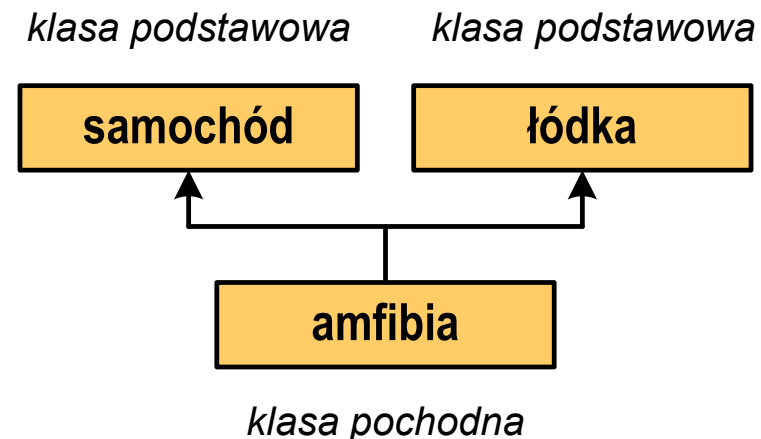 klasa podstawowa klasa podstawowa
samochód łódka
amfibia
klasa pochodna